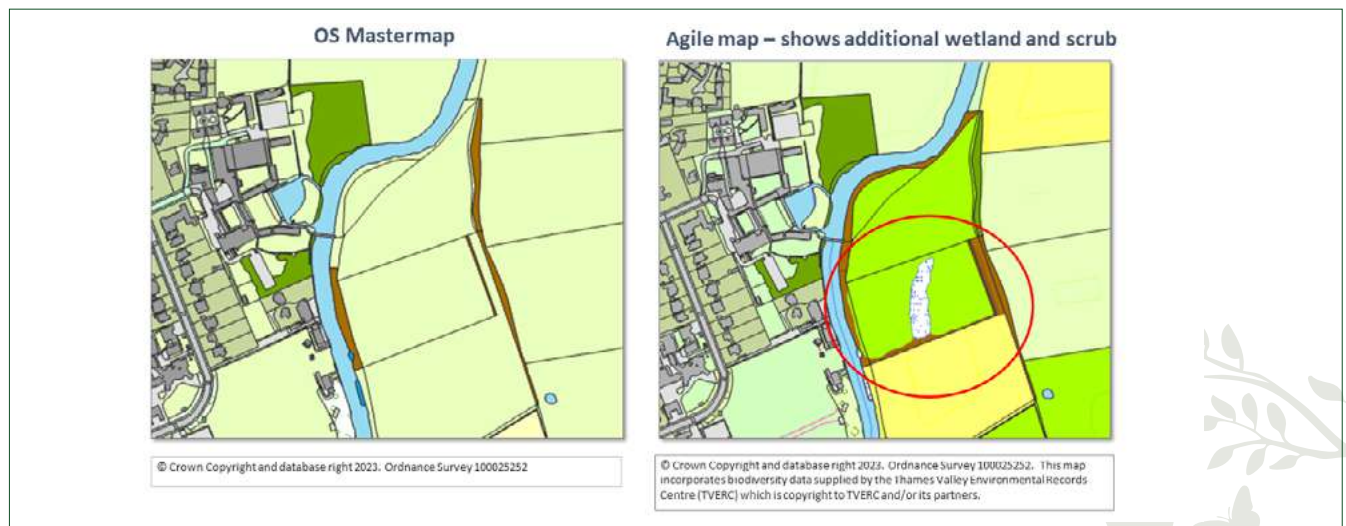 OS Mastermap
Agile map – shows additional wetland and scrub
© Crown Copyright and database right 2023. Ordnance Survey 100025252
© Crown Copyright and database right 2023. Ordnance Survey 100025252. This map
incorporates biodiversity data supplied by the Thames Valley Environmental Records
Centre (TVERC) which is copyright to TVERC and/or its partners.